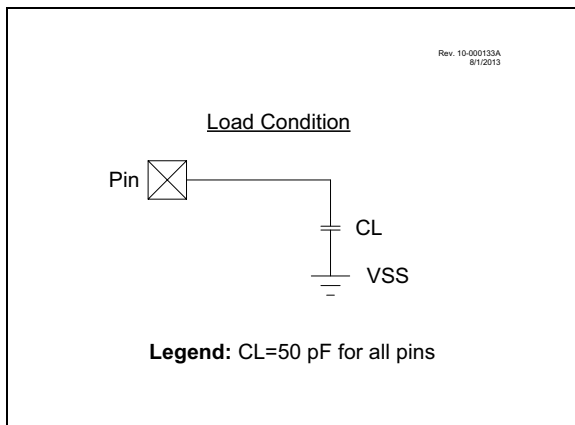 Rev. 10-000133A
8/1/2013
Load Condition
Pin
CL
VSS
Legend: CL=50 pF for all pins